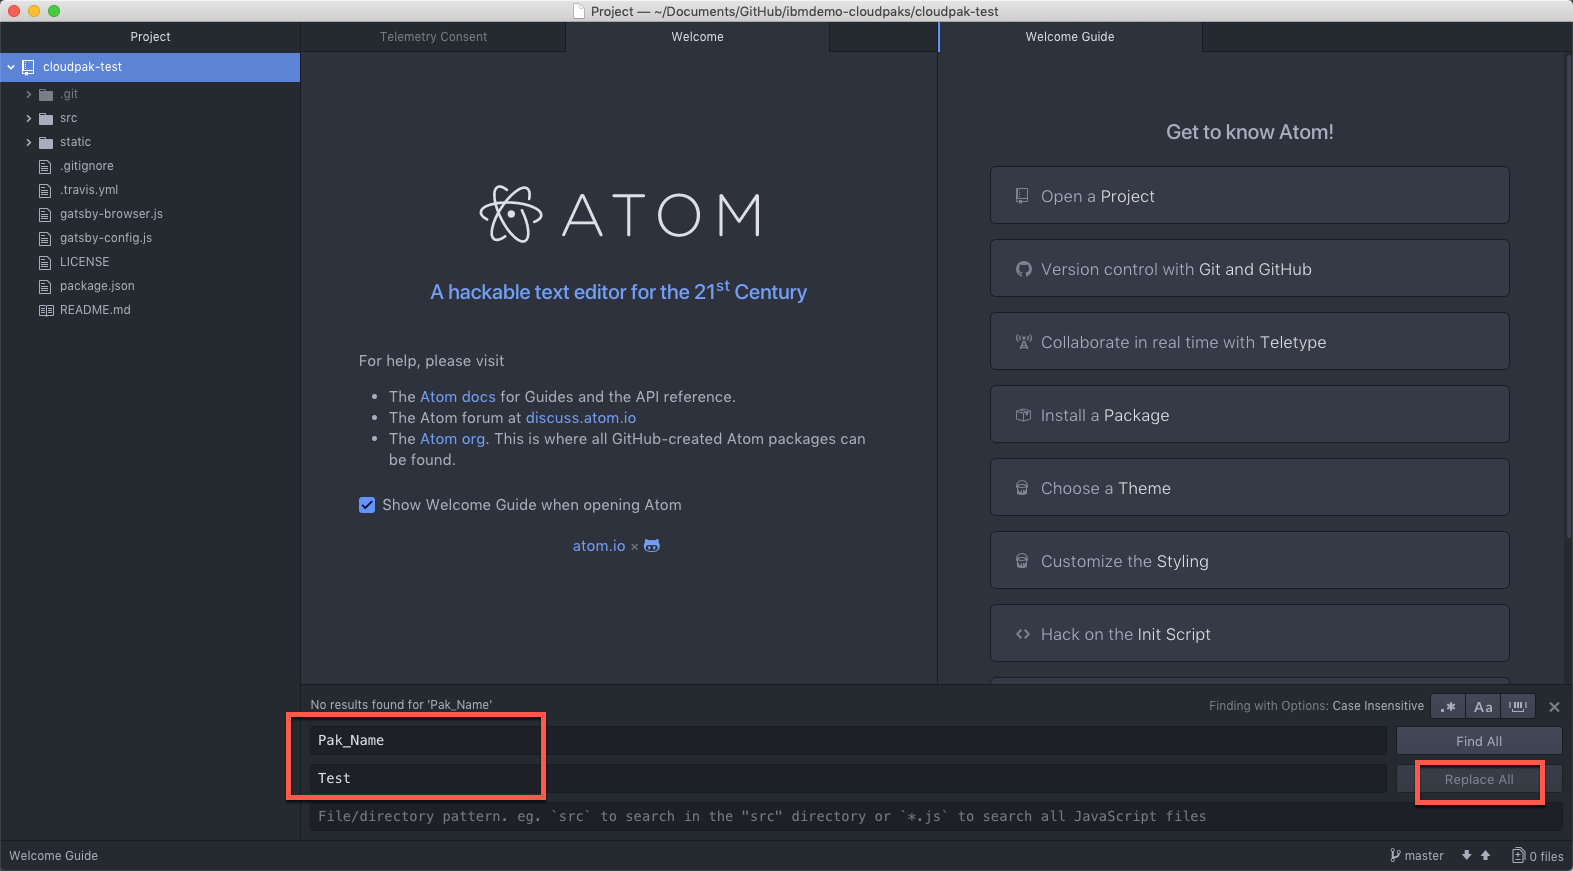 Project — ~/Documents/GitHub/ibmdemo-cloudpaks/cloudpak-test
Project
Telemetry Consent
Welcome
Welcome Guide
cloudpak-test
.git
src
static
.gitignore
.travis.yml
gatsby-browser.js
gatsby-config.js
LICENSE
package.json
README.md
ATOM
A hackable text editor for the 21st Century
For help, please visit
• The Atom docs for Guides and the API reference.
• The Atom forum at discuss.atom.io
• The Atom org. This is where all GitHub-created Atom packages can
be found.
Show Welcome Guide when opening Atom
atom.io ×
Get to know Atom!
Open a Project
Version control with Git and GitHub
Collaborate in real time with Teletype
Install a Package
Choose a Theme
Customize the Styling
Hack on the Init Script
No results found for 'Pak_Name'
Finding with Options: Case Insensitive
.* Aa
Pak_Name
Find All
Test
Replace All
File/directory pattern. eg. `src` to search in the "src" directory or `*.js` to search all JavaScript files
Welcome Guide
master
0 files